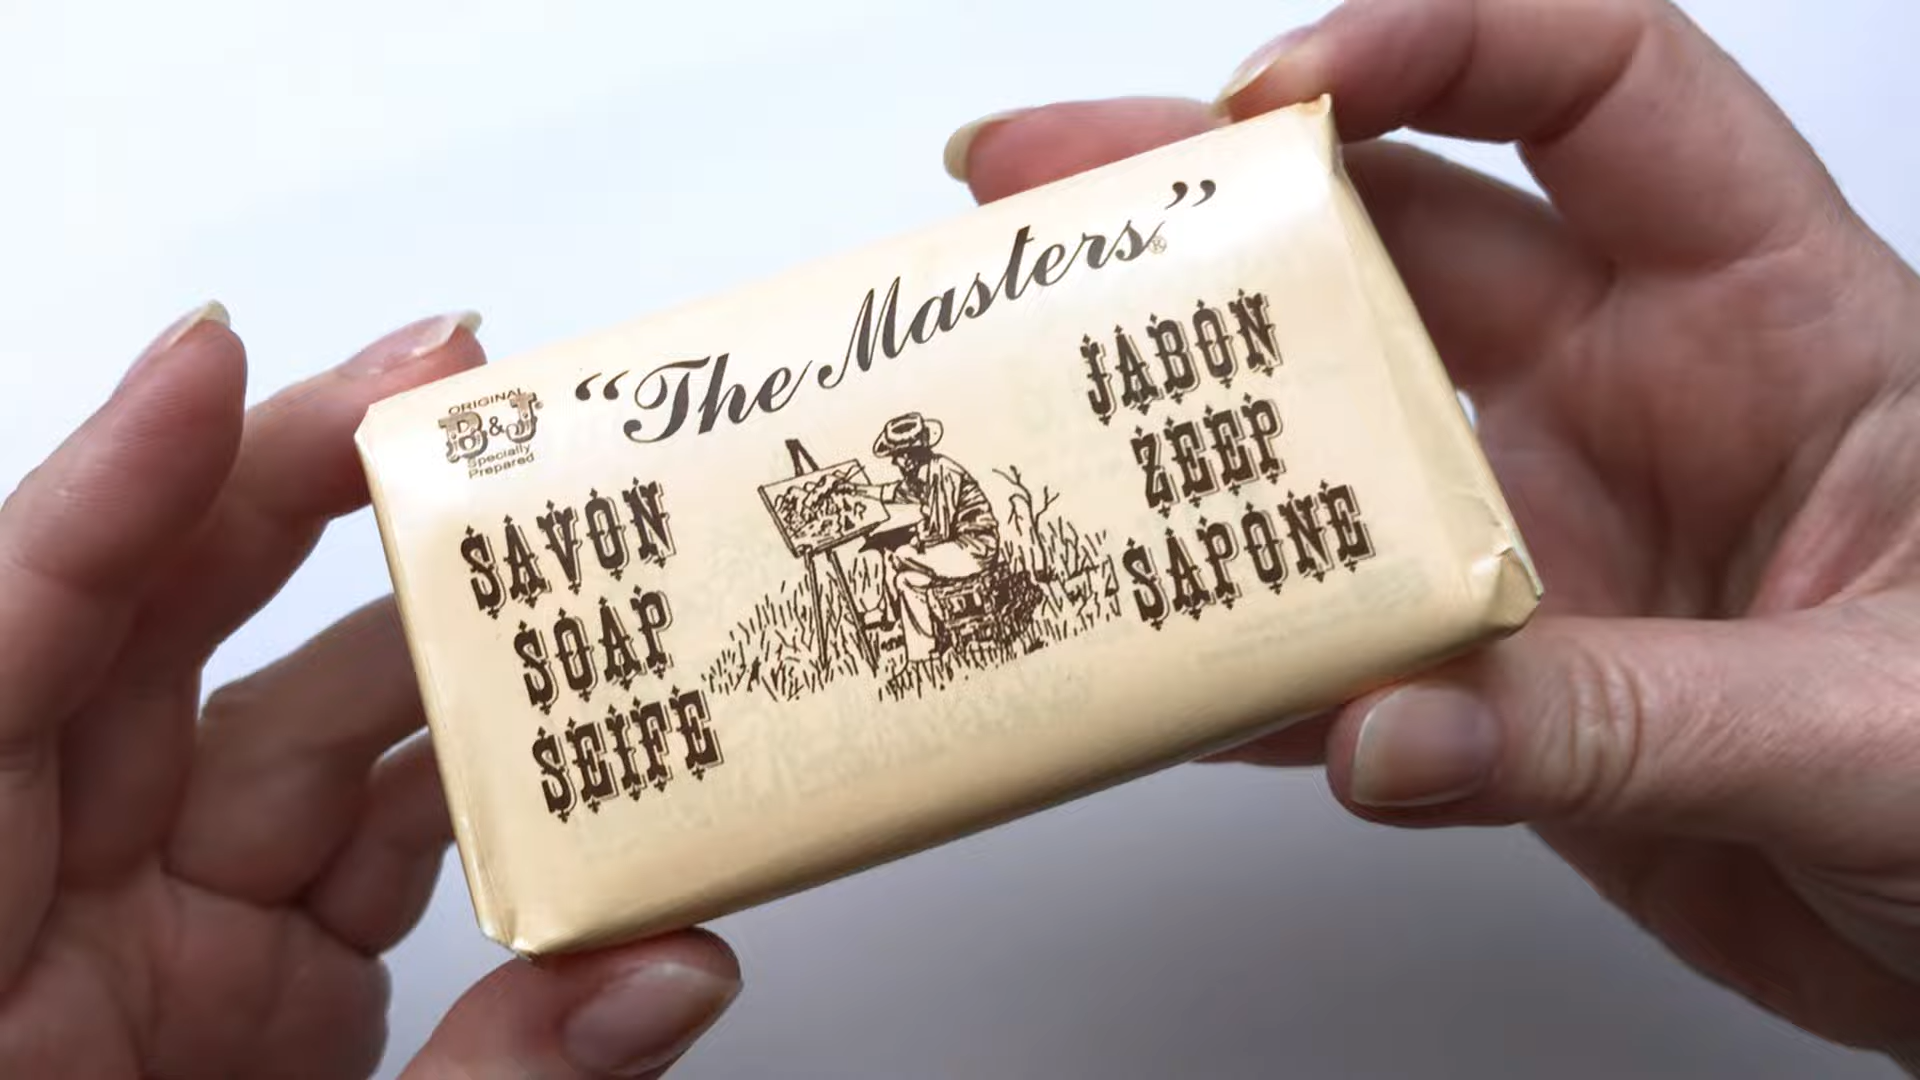 “The Masters®”
ORIGINAL
B&J
Specially
Prepared
SAVON
SOAP
SEIFE
JABON
ZEEP
SAPONE